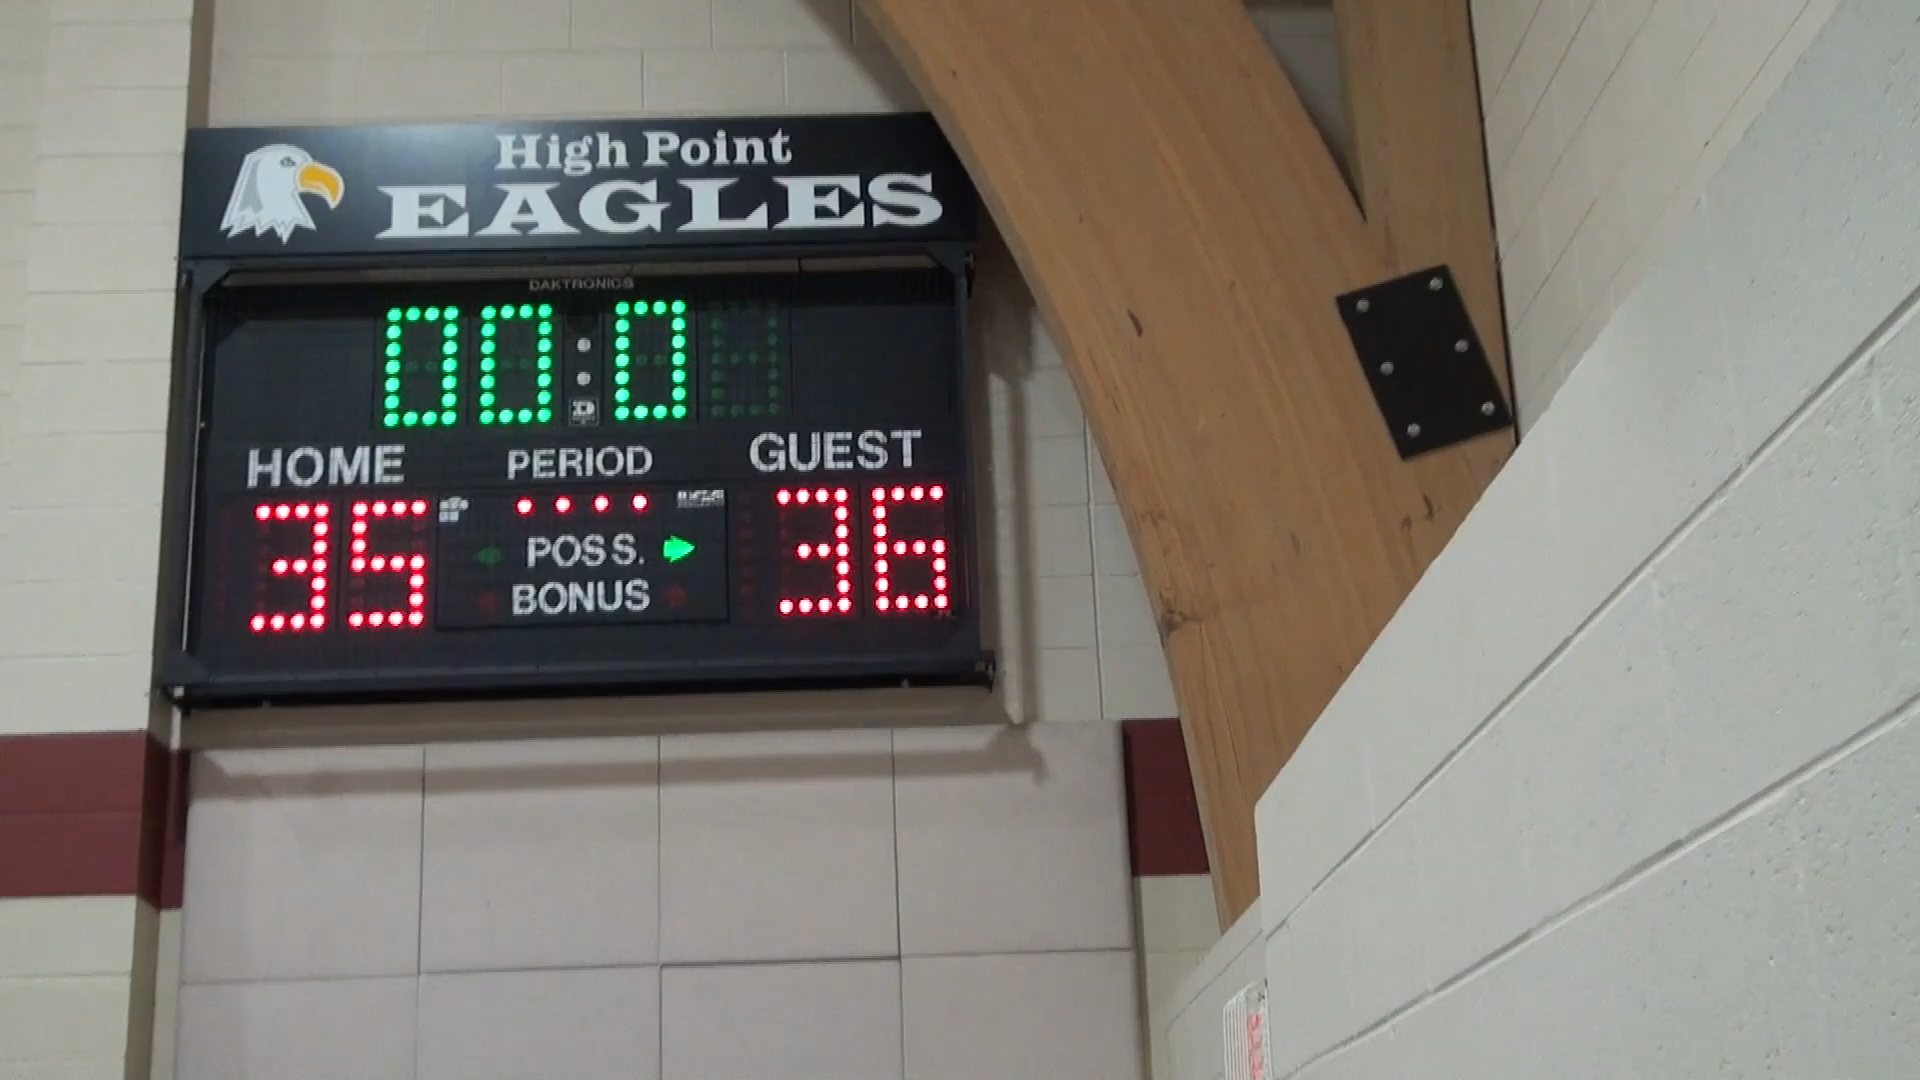 High Point
EAGLES
DAKTRONICS
00:0
HOME PERIOD GUEST
35 36
POSS.
BONUS